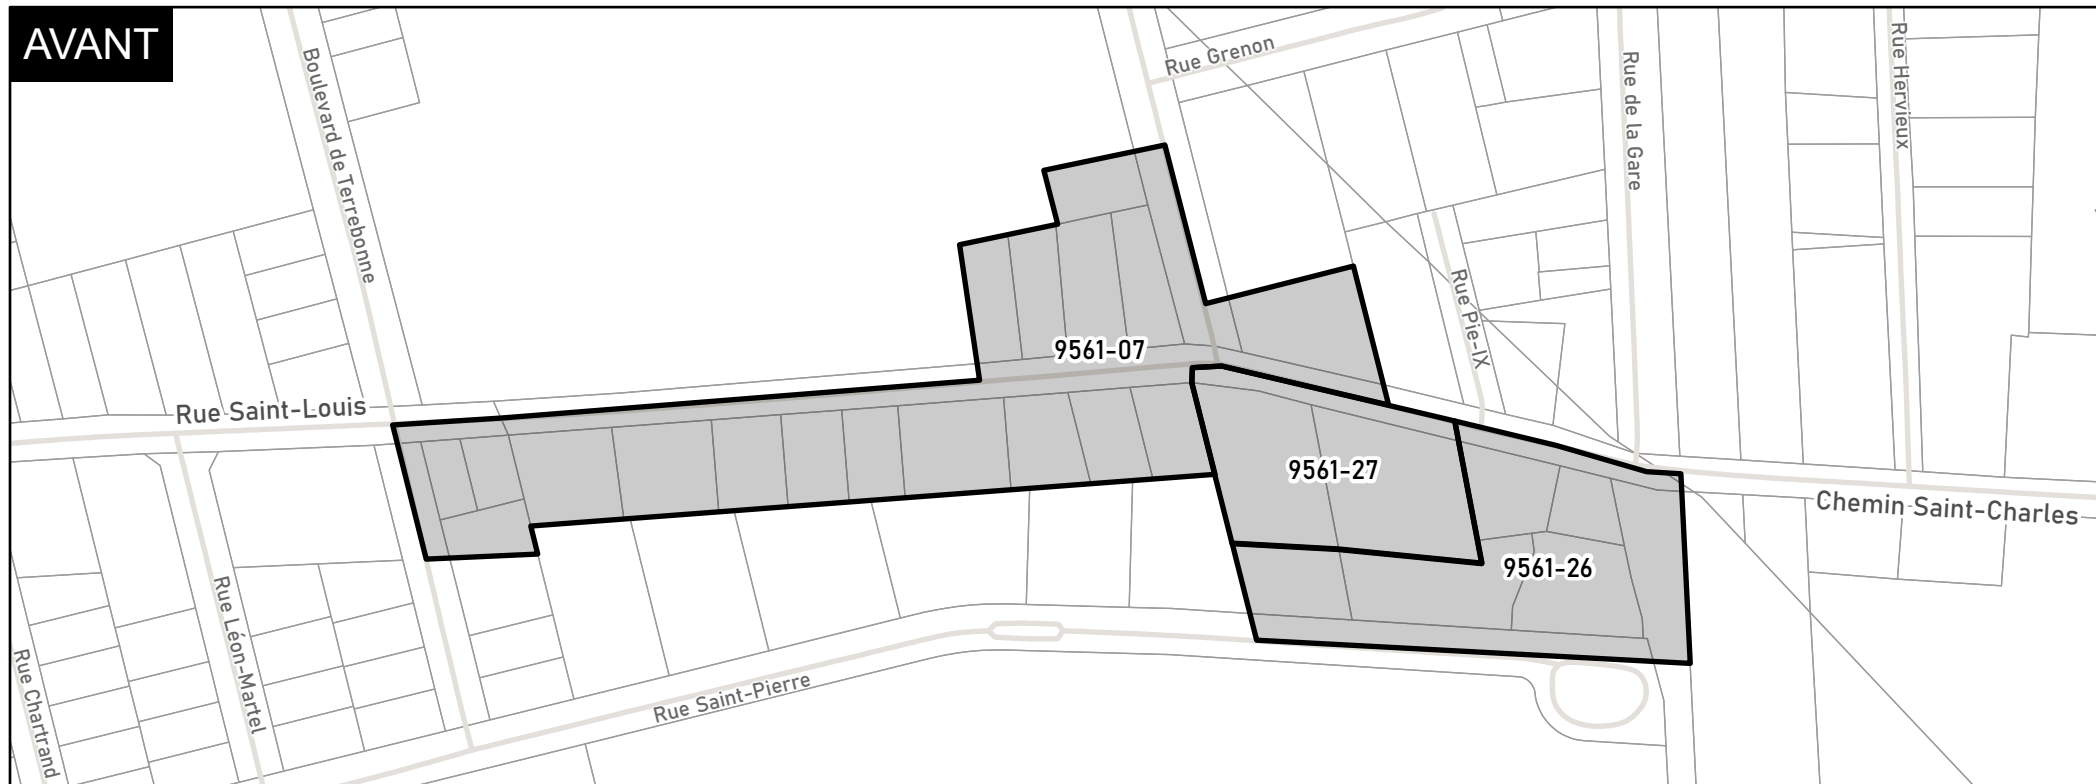 AVANT
Boulevard de Terrebonne
Rue Grenon
Rue de la Gare
Rue Hervieux
Rue Pie-IX
9561-07
Rue Saint-Louis
9561-27
Chemin Saint-Charles
9561-26
Rue Léon-Martel
Rue Chartrand
Rue Saint-Pierre